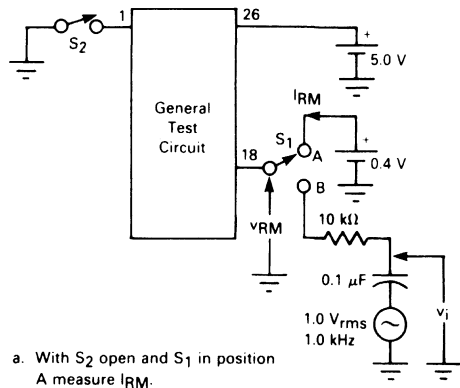 1
26
S2
+
5.0 V
General
Test
Circuit
IRM
S1
A
+
18
0.4 V
B
VRM
10 kΩ
0.1 μF
vi
1.0 Vrms
1.0 kHz
a. With S2 open and S1 in position
A measure IRM.